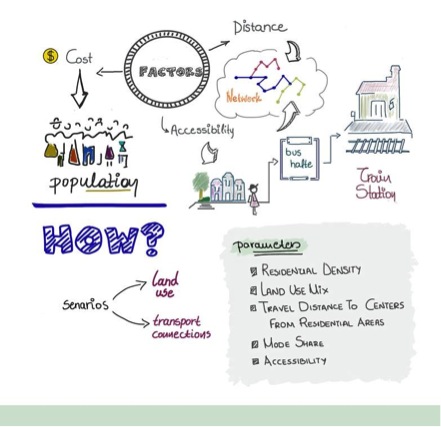 Distance
$ Cost
FACTORS
Network
Accessibility
bus
halte
population
Train
Station
HOW?
parameters
Residential Density
Land Use Mix
Travel Distance To Centers
From Residential Areas
Mode Share
Accessibility
senarios
land
use
transport
connections